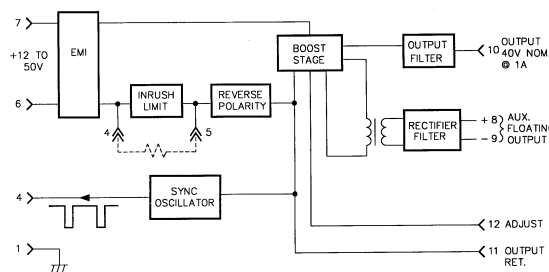 7
+12 TO
50V
6
EMI
INRUSH
LIMIT
REVERSE
POLARITY
4
5
BOOST
STAGE
OUTPUT
FILTER
10 OUTPUT
40V NOM.
@ 1A
RECTIFIER
FILTER
+ 8
- 9
AUX.
FLOATING
OUTPUT
SYNC
OSCILLATOR
4
1
12 ADJUST
11 OUTPUT
RET.